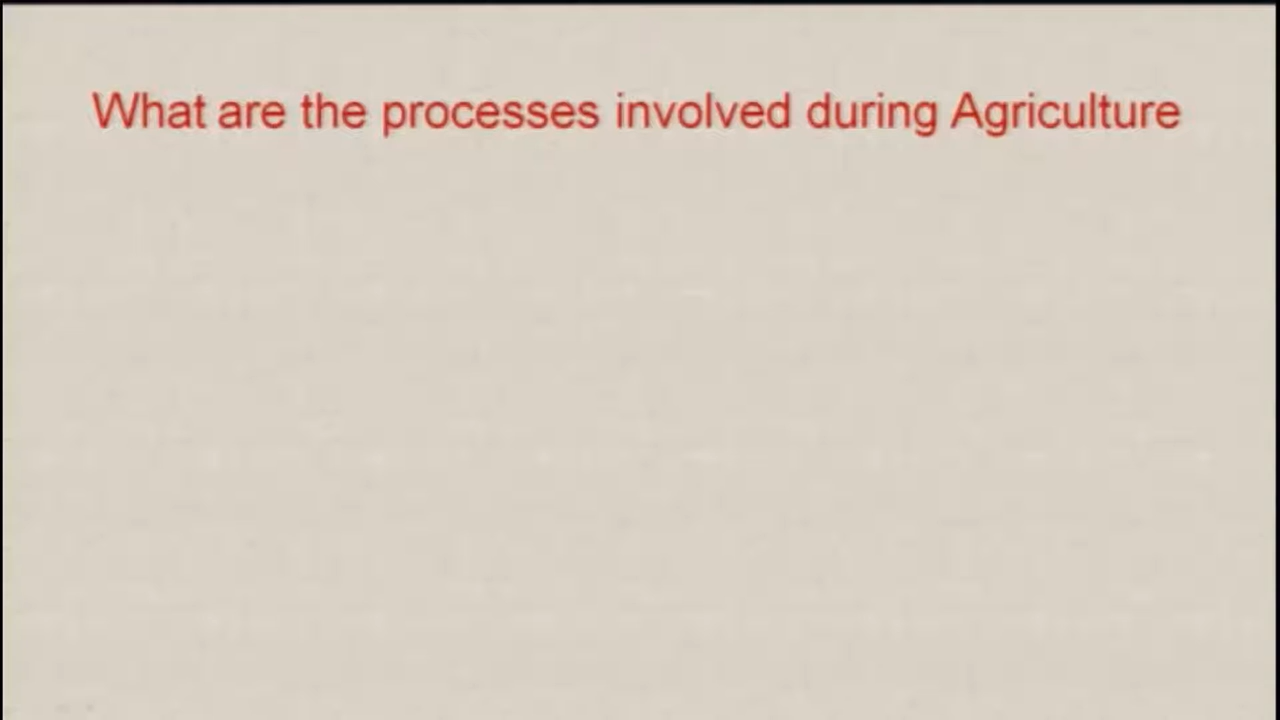 What are the processes involved during Agriculture